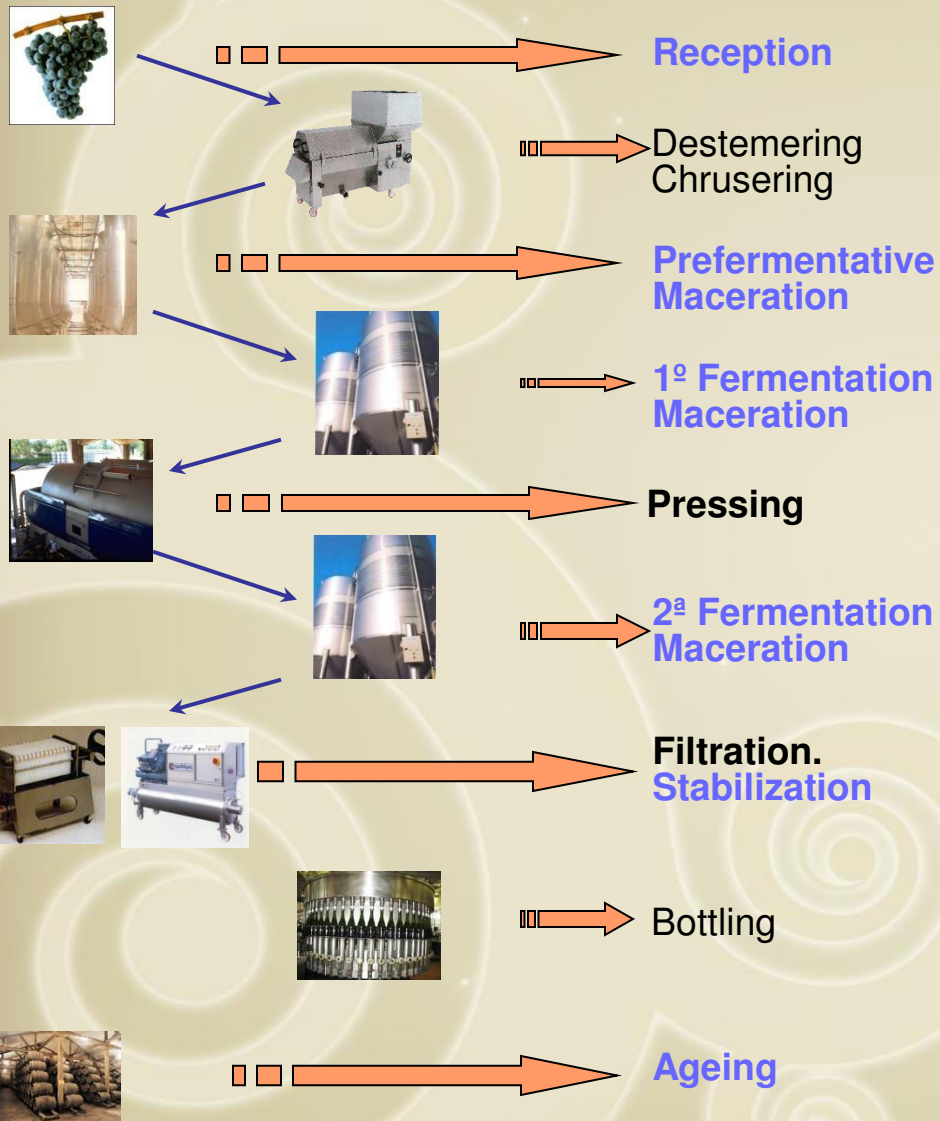 Reception
Destemering
Chrusering
Prefermentative
Maceration
1º Fermentation
Maceration
Pressing
2ª Fermentation
Maceration
Filtration.
Stabilization
Bottling
Ageing